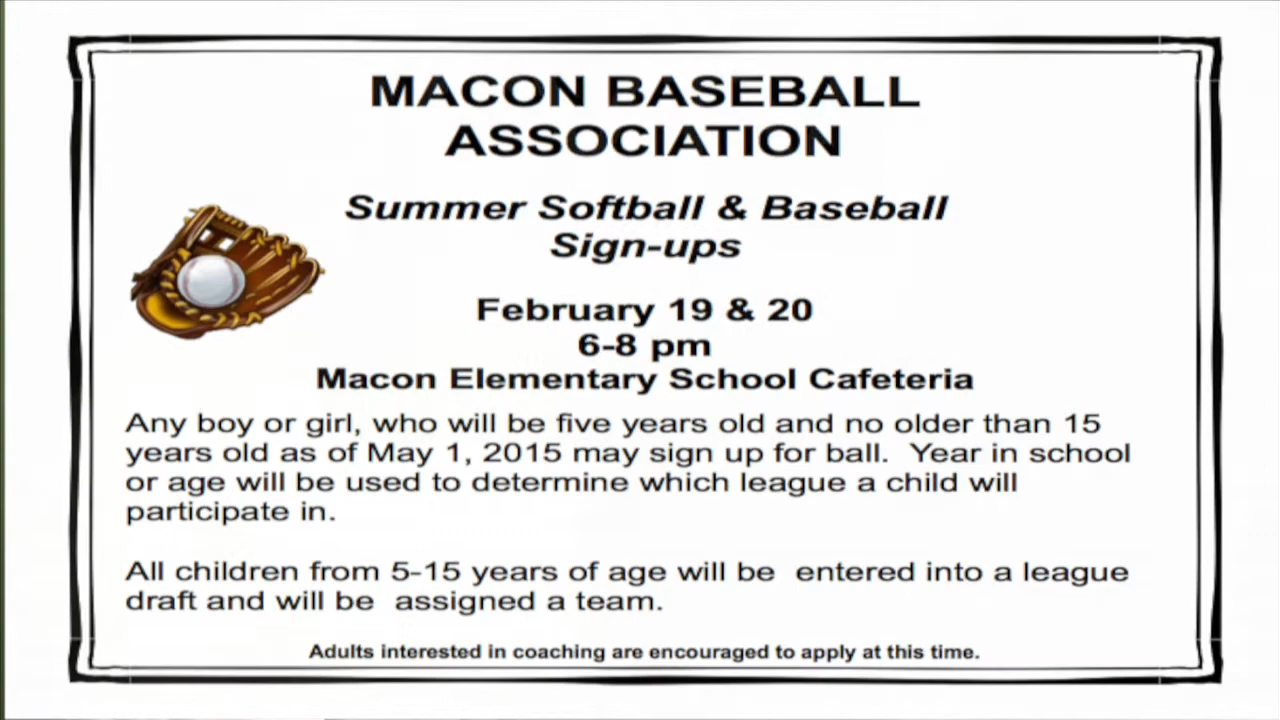 MACON BASEBALL
ASSOCIATION
Summer Softball & Baseball
Sign-ups
February 19 & 20
6-8 pm
Macon Elementary School Cafeteria
Any boy or girl, who will be five years old and no older than 15
years old as of May 1, 2015 may sign up for ball.  Year in school
or age will be used to determine which league a child will
participate in.
All children from 5-15 years of age will be  entered into a league
draft and will be  assigned a team.
Adults interested in coaching are encouraged to apply at this time.